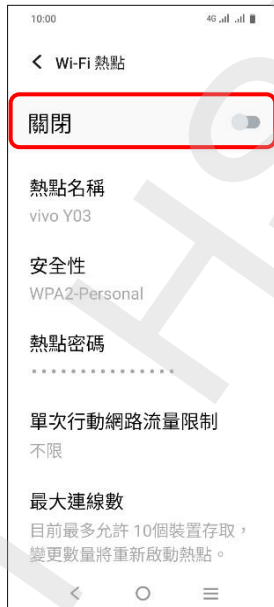 10:00 4G
Wi-Fi 熱點
關閉
熱點名稱
vivo Y03
安全性
WPA2-Personal
熱點密碼
•••••••••••••••
單次行動網路流量限制
不限
最大連線數
目前最多允許 10個裝置存取，
變更數量將重新啟動熱點。